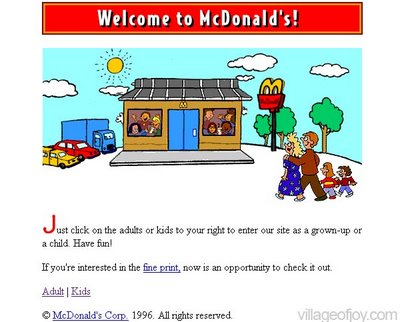 Welcome to McDonald's!
Just click on the adults or kids to your right to enter our site as a grown-up or
a child. Have fun!
If you're interested in the fine print, now is an opportunity to check it out.
Adult | Kids
© McDonald's Corp. 1996. All rights reserved.
villageofjoy.com